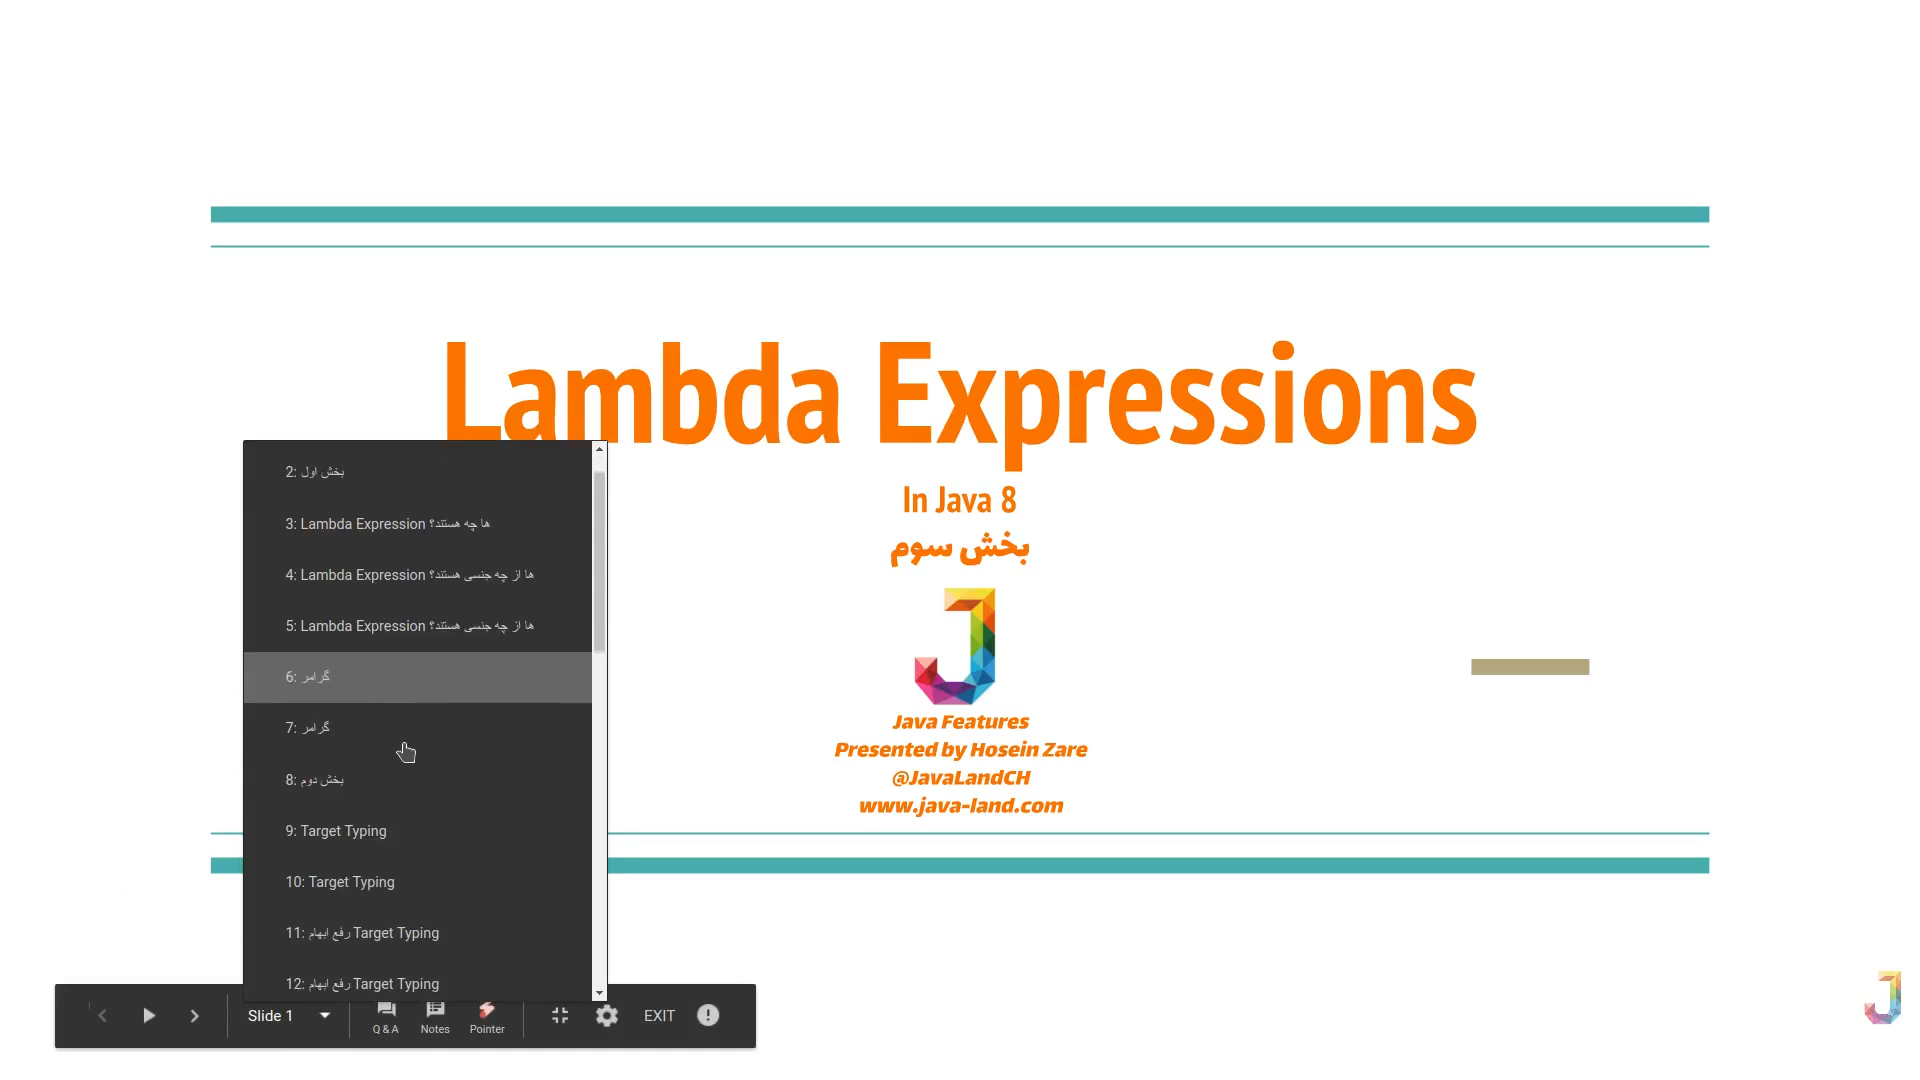 Lambda Expressions
In Java 8
بخش سوم
Java Features
Presented by Hosein Zare
@JavaLandCH
www.java-land.com
2: بخش اول
3: Lambda Expression ها چه هستند؟
4: Lambda Expression ها از چه جنسی هستند؟
5: Lambda Expression ها از چه جنسی هستند؟
6: گرامر
7: گرامر
8: بخش دوم
9: Target Typing
10: Target Typing
11: رفع ابهام Target Typing
12: رفع ابهام Target Typing
Slide 1
Q & A
Notes
Pointer
EXIT